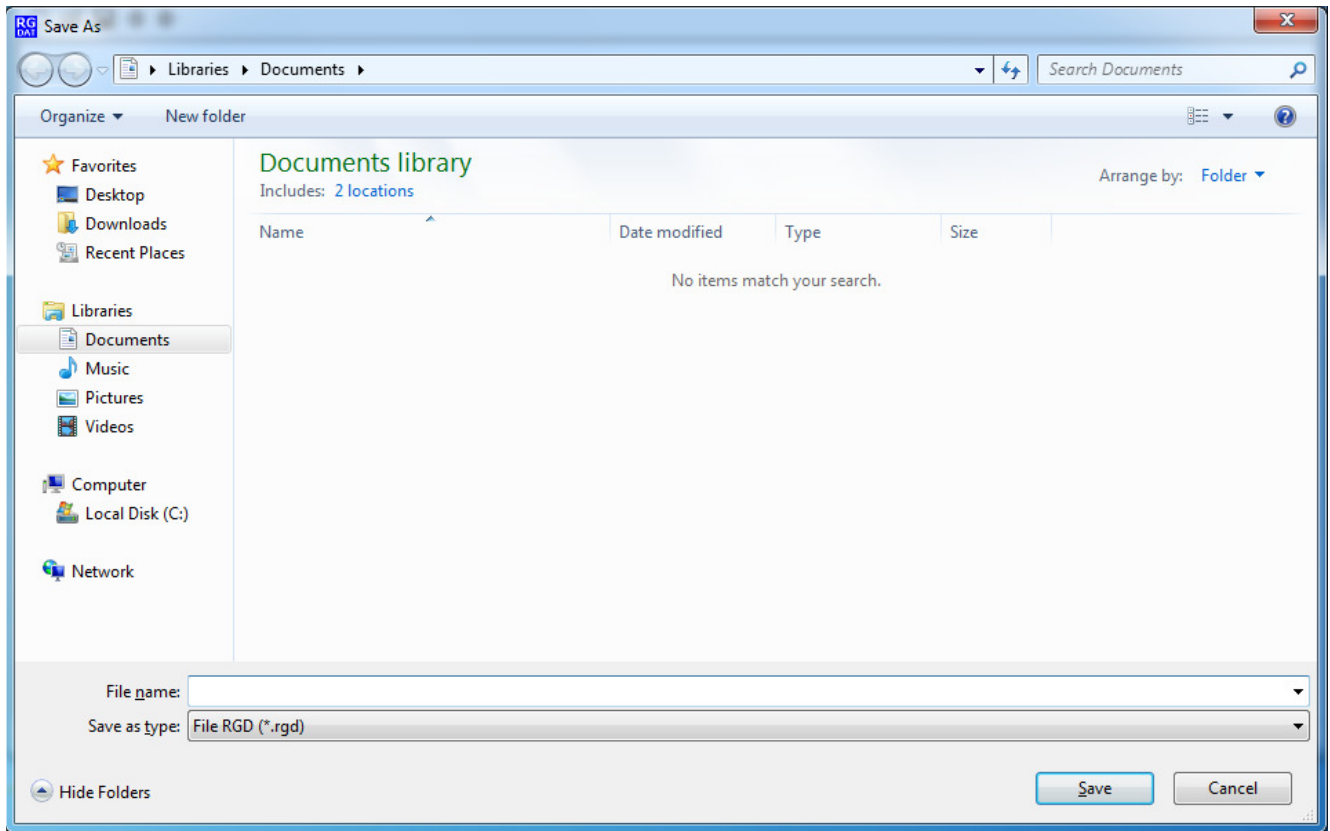 RG DAT Save As
Libraries Documents
Search Documents
Organize New folder
Favorites
Desktop
Downloads
Recent Places
Libraries
Documents
Music
Pictures
Videos
Computer
Local Disk (C:)
Network
Documents library
Includes: 2 locations
Arrange by: Folder
Name Date modified Type Size
No items match your search.
File name:
Save as type: File RGD (*.rgd)
Hide Folders
Save Cancel